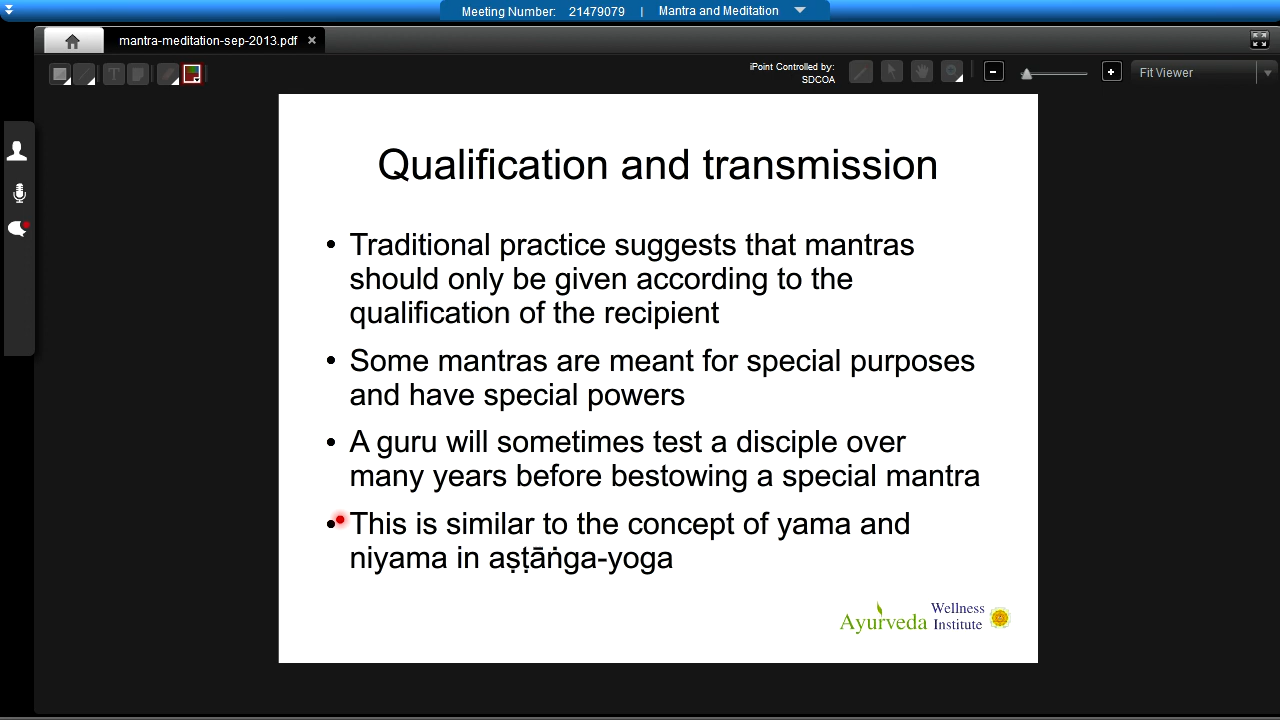 Meeting Number: 21479079 | Mantra and Meditation
mantra-meditation-sep-2013.pdf
iPoint Controlled by:
SDCOA
Fit Viewer
Qualification and transmission
• Traditional practice suggests that mantras
should only be given according to the
qualification of the recipient
• Some mantras are meant for special purposes
and have special powers
• A guru will sometimes test a disciple over
many years before bestowing a special mantra
• This is similar to the concept of yama and
niyama in aṣṭāṅga-yoga
Ayurveda Wellness
Institute